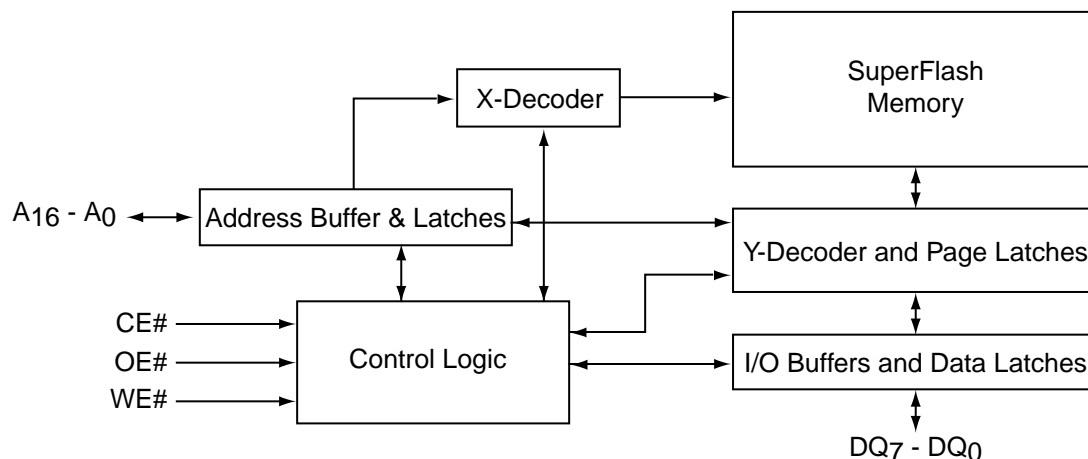 SuperFlash
Memory
X-Decoder
A16 - A0
Address Buffer & Latches
Y-Decoder and Page Latches
CE#
OE#
WE#
Control Logic
I/O Buffers and Data Latches
DQ7 - DQ0